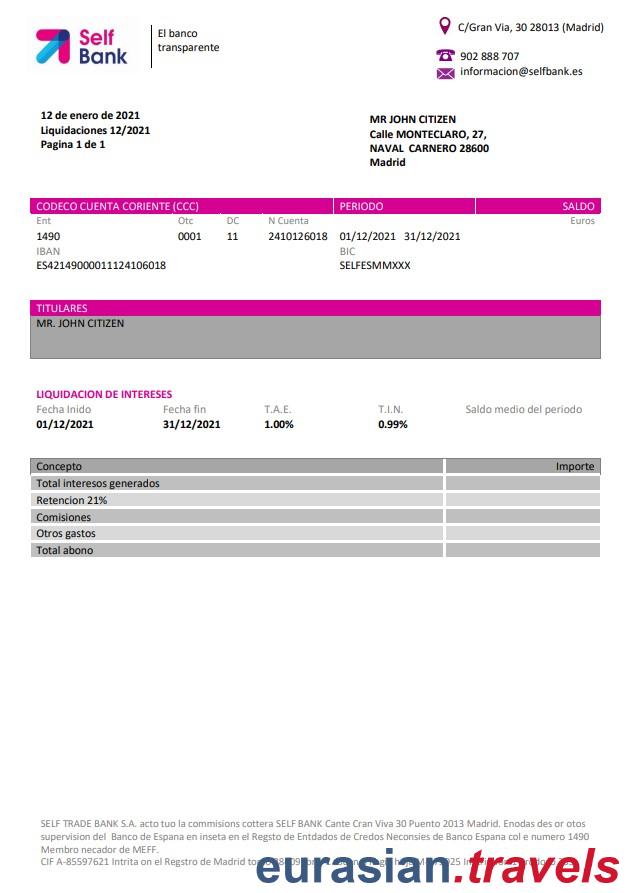 Self Bank
El banco transparente
C/Gran Via, 30 28013 (Madrid)
902 888 707
informacion@selfbank.es
12 de enero de 2021
Liquidaciones 12/2021
Pagina 1 de 1
MR JOHN CITIZEN
Calle MONTECLARO, 27,
NAVAL CARNERO 28600
Madrid
CODECO CUENTA CORIENTE (CCC) PERIODO SALDO
Ent Otc DC N Cuenta Euros
1490 0001 11 2410126018 01/12/2021 31/12/2021
IBAN BIC
ES42149000011124106018 SELFESMMXXX
TITULARES
MR. JOHN CITIZEN
LIQUIDACION DE INTERESES
Fecha Inido Fecha fin T.A.E. T.I.N. Saldo medio del periodo
01/12/2021 31/12/2021 1.00% 0.99%
Concepto Importe
Total interesos generados
Retencion 21%
Comisiones
Otros gastos
Total abono
SELF TRADE BANK S.A. acto tuo la commisions cottera SELF BANK Cante Cran Viva 30 Puento 2013 Madrid. Enodas des or otos
supervision del Banco de Espana en inseta en el Regsto de Entdados de Credos Neconsies de Banco Espana col e numero 1490
Membro necador de MEFF.
CIF A-85597621 Intrita on el Registro de Madrid
eurasian.travels